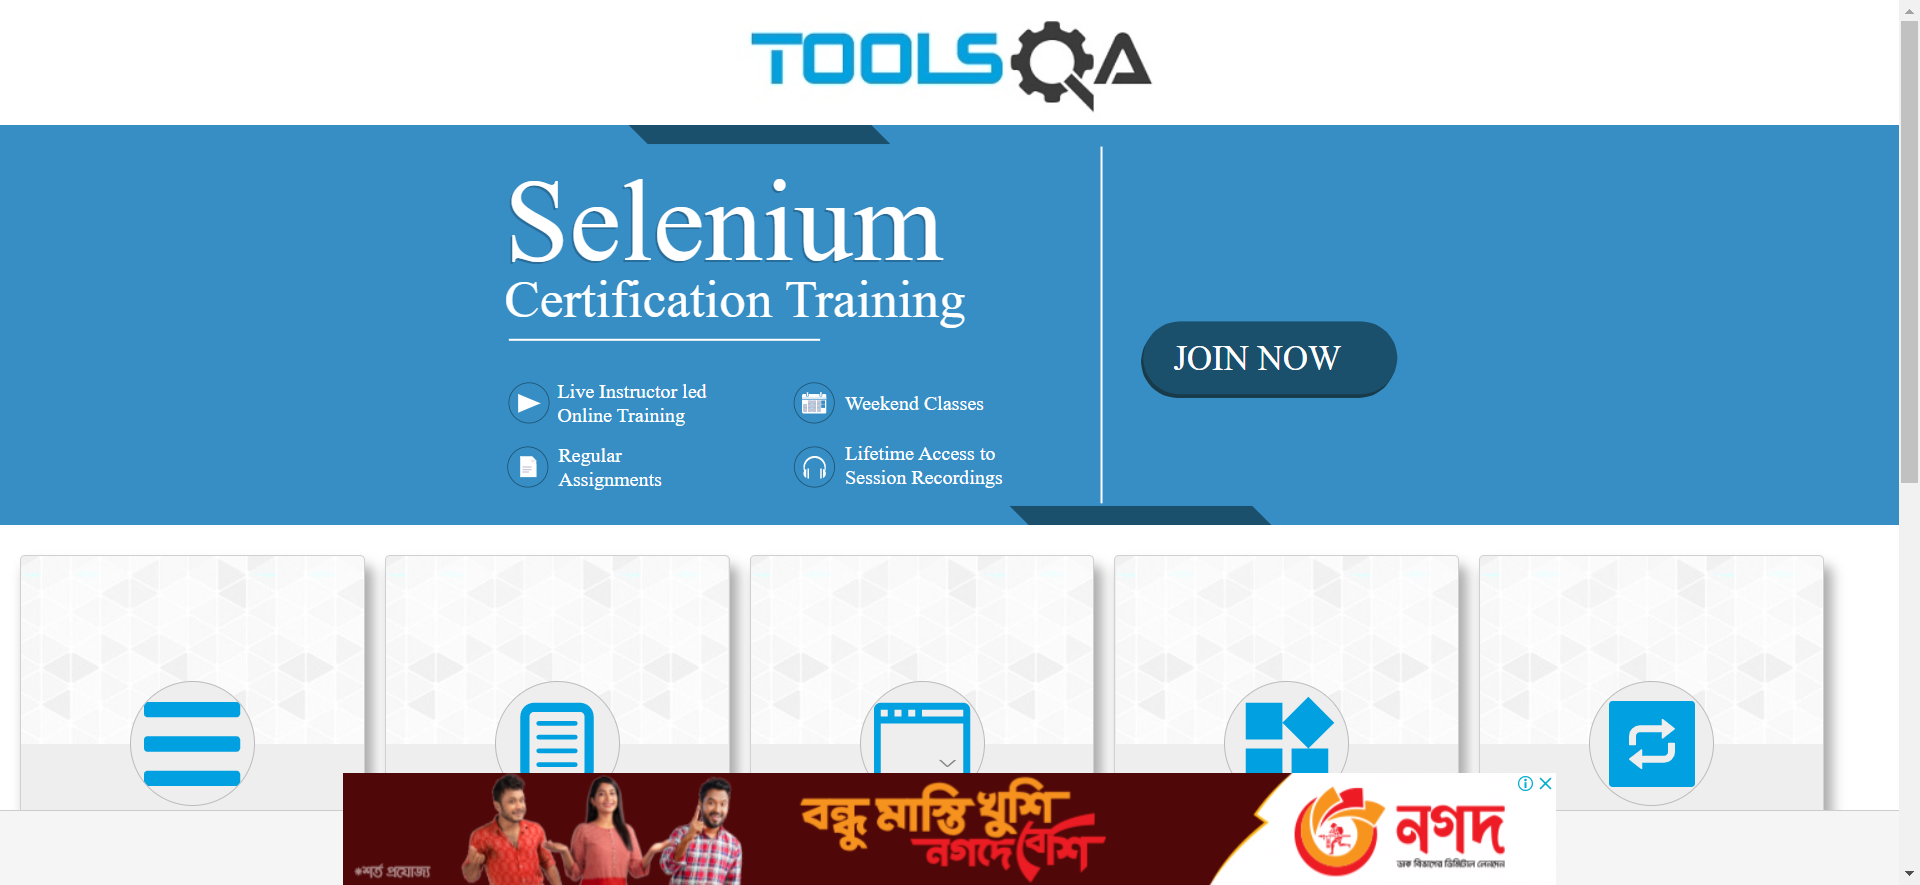 TOOLSQA
Selenium
Certification Training
Live Instructor led
Online Training
Weekend Classes
Regular
Assignments
Lifetime Access to
Session Recordings
JOIN NOW
বন্ধু মাস্তি খুশি
নগদে বেশি
*শর্ত প্রযোজ্য
নগদ
ডাক বিভাগের ডিজিটাল লেনদেন